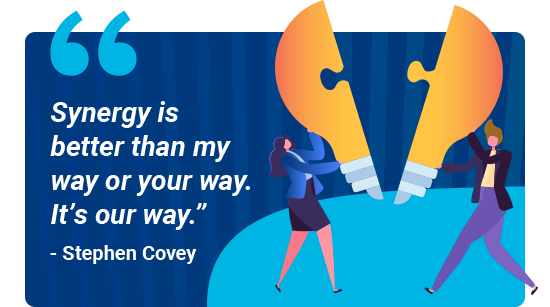 “
Synergy is
better than my
way or your way.
It’s our way.”
- Stephen Covey